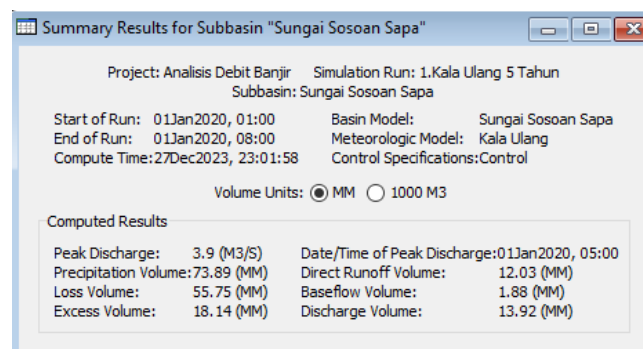 Summary Results for Subbasin "Sungai Sosoan Sapa"
Project: Analisis Debit Banjir Simulation Run: 1.Kala Ulang 5 Tahun
Subbasin: Sungai Sosoan Sapa
Start of Run: 01Jan2020, 01:00 Basin Model: Sungai Sosoan Sapa
End of Run: 01Jan2020, 08:00 Meteorologic Model: Kala Ulang
Compute Time:27Dec2023, 23:01:58 Control Specifications:Control
Volume Units: MM 1000 M3
Computed Results
Peak Discharge: 3.9 (M3/S) Date/Time of Peak Discharge:01Jan2020, 05:00
Precipitation Volume:73.89 (MM) Direct Runoff Volume: 12.03 (MM)
Loss Volume: 55.75 (MM) Baseflow Volume: 1.88 (MM)
Excess Volume: 18.14 (MM) Discharge Volume: 13.92 (MM)